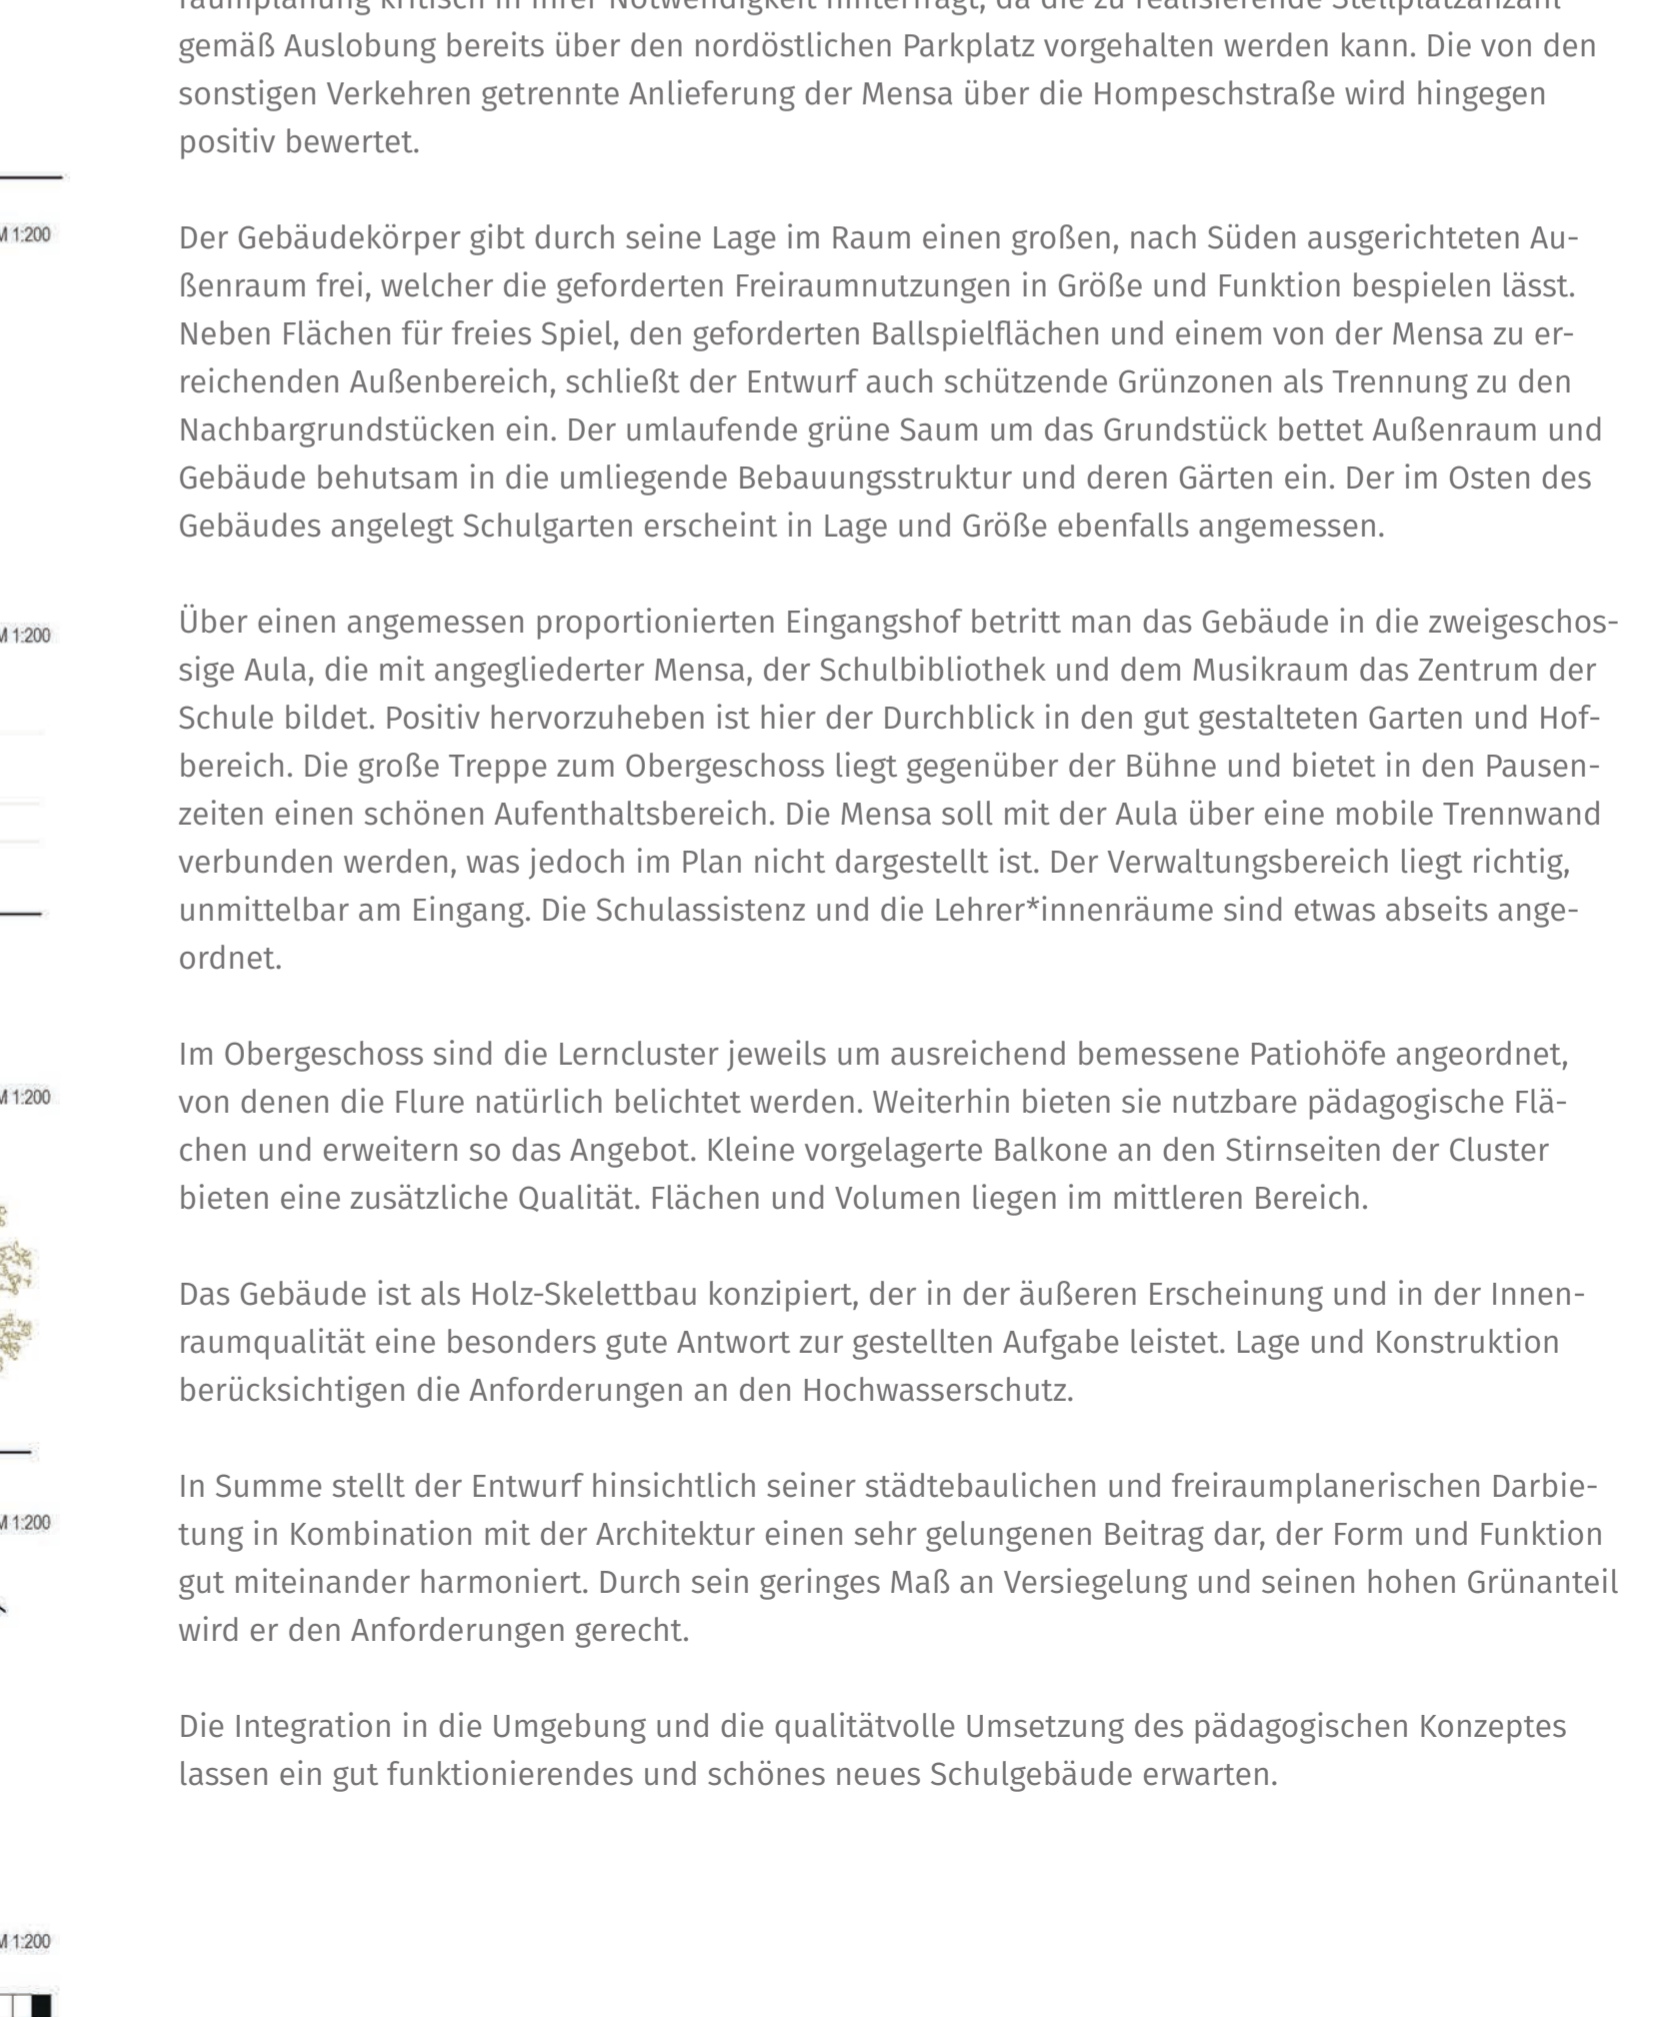 raumplanung kritisch in ihrer Notwendigkeit hinterfragt, da die zu realisierende Stellplatzanzahl
gemäß Auslobung bereits über den nordöstlichen Parkplatz vorgehalten werden kann. Die von den
sonstigen Verkehren getrennte Anlieferung der Mensa über die Hompeschstraße wird hingegen
positiv bewertet.
M 1:200
Der Gebäudekörper gibt durch seine Lage im Raum einen großen, nach Süden ausgerichteten Au-
ßenraum frei, welcher die geforderten Freiraumnutzungen in Größe und Funktion bespielen lässt.
Neben Flächen für freies Spiel, den geforderten Ballspielflächen und einem von der Mensa zu er-
reichenden Außenbereich, schließt der Entwurf auch schützende Grünzonen als Trennung zu den
Nachbargrundstücken ein. Der umlaufende grüne Saum um das Grundstück bettet Außenraum und
Gebäude behutsam in die umliegende Bebauungsstruktur und deren Gärten ein. Der im Osten des
Gebäudes angelegt Schulgarten erscheint in Lage und Größe ebenfalls angemessen.
M 1:200
Über einen angemessen proportionierten Eingangshof betritt man das Gebäude in die zweigeschos-
sige Aula, die mit angegliederter Mensa, der Schulbibliothek und dem Musikraum das Zentrum der
Schule bildet. Positiv hervorzuheben ist hier der Durchblick in den gut gestalteten Garten und Hof-
bereich. Die große Treppe zum Obergeschoss liegt gegenüber der Bühne und bietet in den Pausen-
zeiten einen schönen Aufenthaltsbereich. Die Mensa soll mit der Aula über eine mobile Trennwand
verbunden werden, was jedoch im Plan nicht dargestellt ist. Der Verwaltungsbereich liegt richtig,
unmittelbar am Eingang. Die Schulassistenz und die Lehrer*innenräume sind etwas abseits ange-
ordnet.
M 1:200
Im Obergeschoss sind die Lerncluster jeweils um ausreichend bemessene Patiohöfe angeordnet,
von denen die Flure natürlich belichtet werden. Weiterhin bieten sie nutzbare pädagogische Flä-
chen und erweitern so das Angebot. Kleine vorgelagerte Balkone an den Stirnseiten der Cluster
bieten eine zusätzliche Qualität. Flächen und Volumen liegen im mittleren Bereich.
Das Gebäude ist als Holz-Skelettbau konzipiert, der in der äußeren Erscheinung und in der Innen-
raumqualität eine besonders gute Antwort zur gestellten Aufgabe leistet. Lage und Konstruktion
berücksichtigen die Anforderungen an den Hochwasserschutz.
M 1:200
In Summe stellt der Entwurf hinsichtlich seiner städtebaulichen und freiraumplanerischen Darbie-
tung in Kombination mit der Architektur einen sehr gelungenen Beitrag dar, der Form und Funktion
gut miteinander harmoniert. Durch sein geringes Maß an Versiegelung und seinen hohen Grünanteil
wird er den Anforderungen gerecht.
Die Integration in die Umgebung und die qualitätvolle Umsetzung des pädagogischen Konzeptes
lassen ein gut funktionierendes und schönes neues Schulgebäude erwarten.
M 1:200